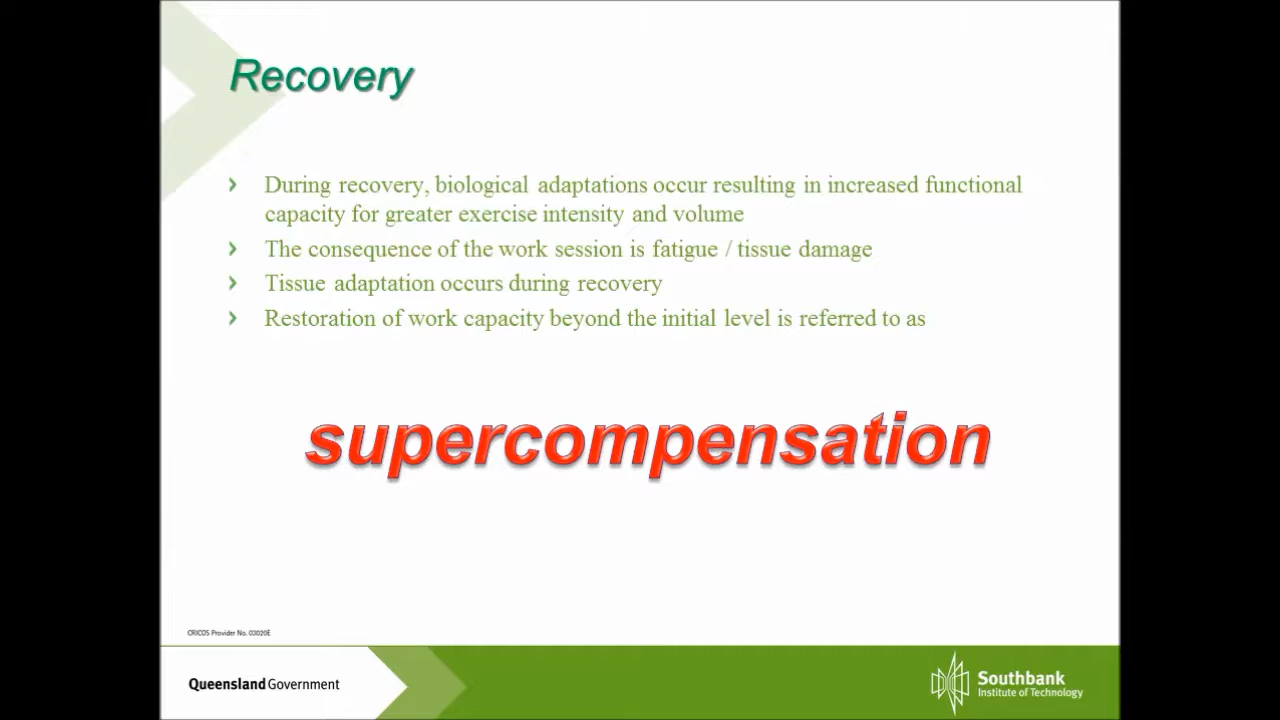 Recovery
During recovery, biological adaptations occur resulting in increased functional
capacity for greater exercise intensity and volume
The consequence of the work session is fatigue / tissue damage
Tissue adaptation occurs during recovery
Restoration of work capacity beyond the initial level is referred to as
supercompensation
CRICOS Provider No. 03020E
Queensland Government
Southbank
Institute of Technology